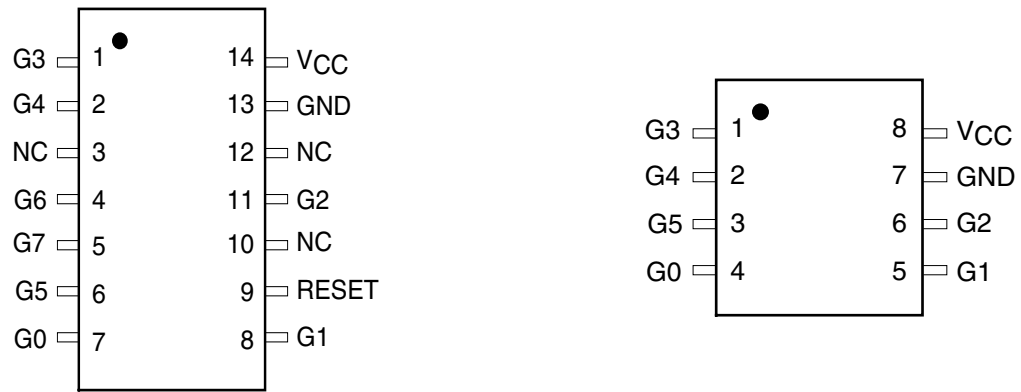 G3 1 14 VCC
G4 2 13 GND
NC 3 12 NC
G6 4 11 G2
G7 5 10 NC
G5 6 9 RESET
G0 7 8 G1
G3 1 8 VCC
G4 2 7 GND
G5 3 6 G2
G0 4 5 G1